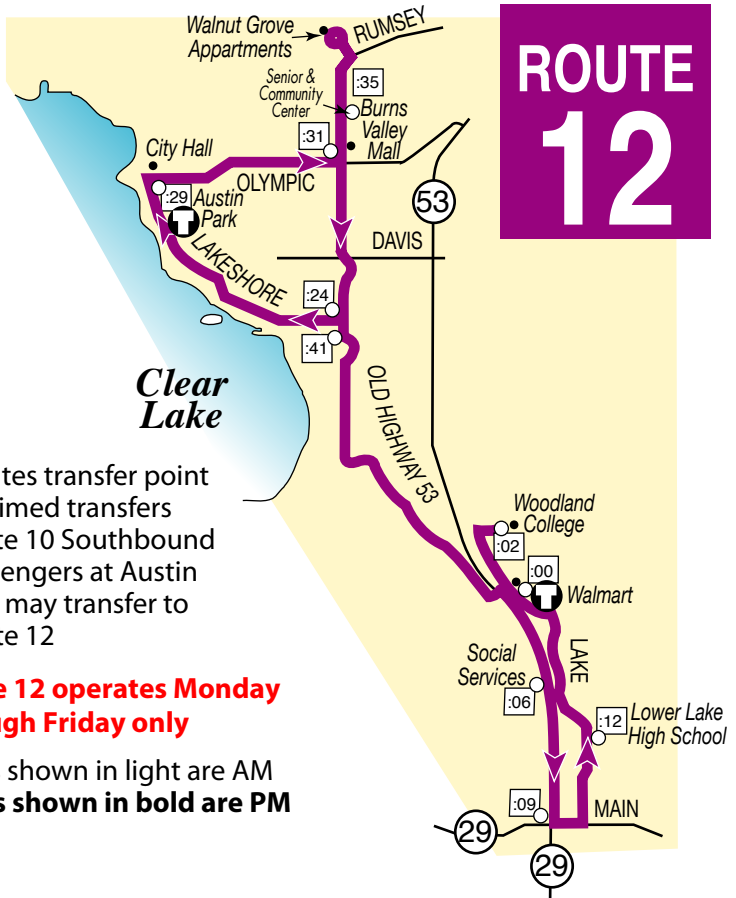 Walnut Grove
Appartments
RUMSEY
ROUTE
12
Senior &
Community
Center
:35
Burns
Valley
Mall
:31
City Hall
OLYMPIC
53
:29
Austin
Park
T
LAKESHORE
DAVIS
:24
:41
Clear
Lake
OLD HIGHWAY 53
tes transfer point
imed transfers
te 10 Southbound
engers at Austin
may transfer to
te 12
Woodland
College
:02
:00
T
Walmart
e 12 operates Monday
ugh Friday only
Social
Services
:06
LAKE
:12
Lower Lake
High School
shown in light are AM
s shown in bold are PM
:09
MAIN
29
29